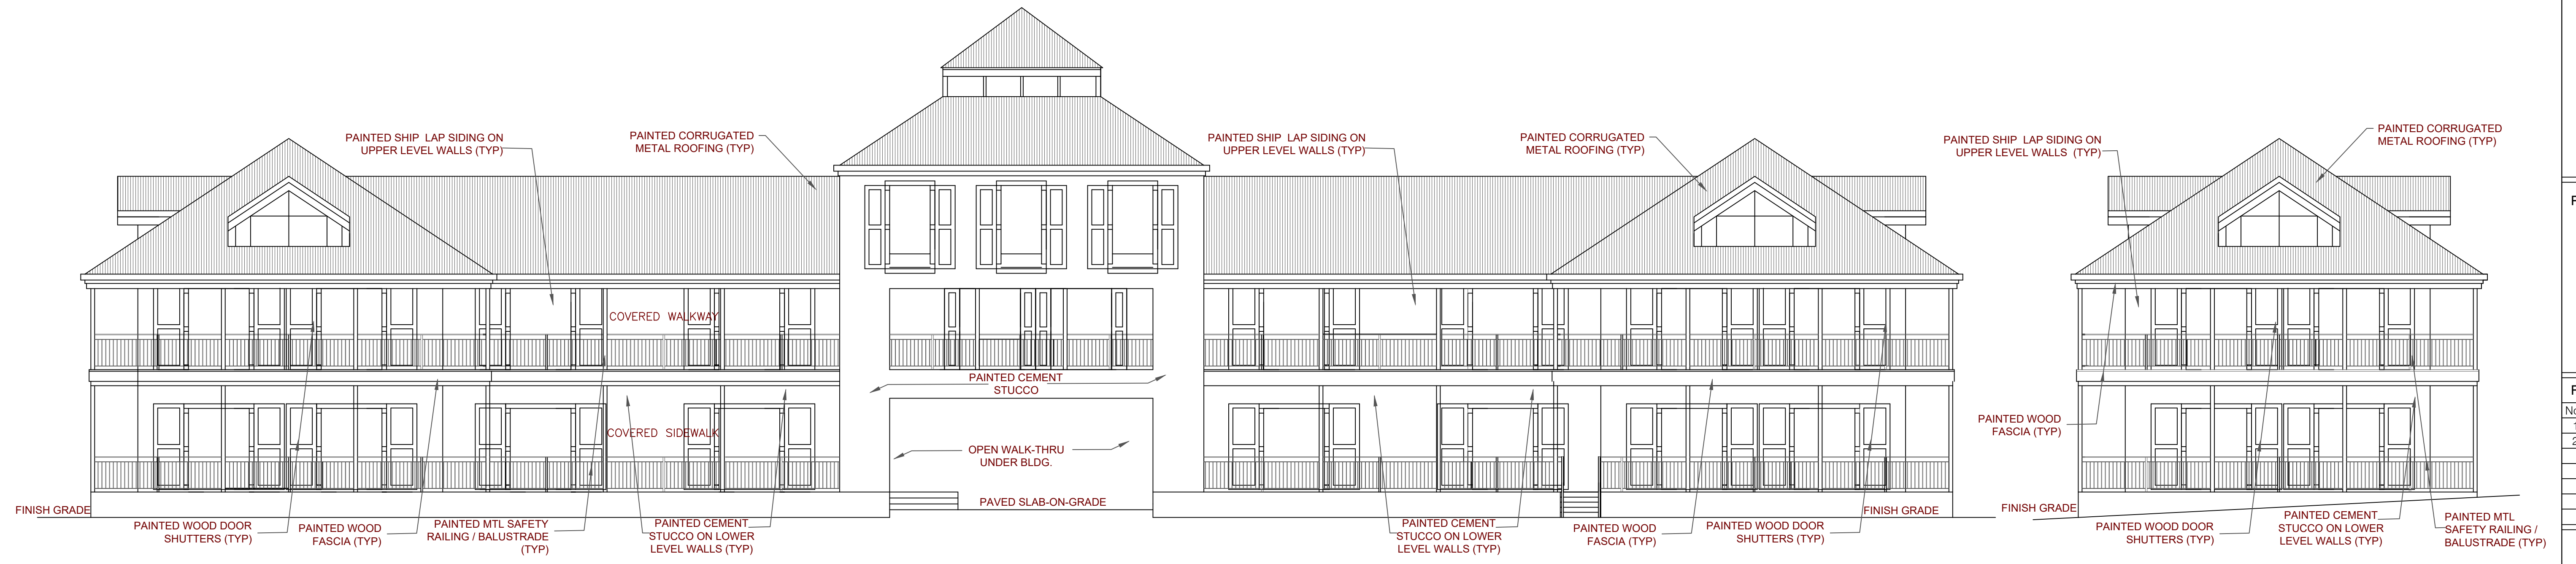 PAINTED SHIP LAP SIDING ON
UPPER LEVEL WALLS (TYP)
PAINTED CORRUGATED
METAL ROOFING (TYP)
PAINTED SHIP LAP SIDING ON
UPPER LEVEL WALLS (TYP)
PAINTED CORRUGATED
METAL ROOFING (TYP)
PAINTED SHIP LAP SIDING ON
UPPER LEVEL WALLS (TYP)
PAINTED CORRUGATED
METAL ROOFING (TYP)
COVERED WALKWAY
PAINTED CEMENT
STUCCO
COVERED SIDEWALK
OPEN WALK-THRU
UNDER BLDG.
PAVED SLAB-ON-GRADE
PAINTED WOOD
FASCIA (TYP)
FINISH GRADE
FINISH GRADE
FINISH GRADE
PAINTED WOOD DOOR
SHUTTERS (TYP)
PAINTED WOOD
FASCIA (TYP)
PAINTED MTL SAFETY
RAILING / BALUSTRADE
(TYP)
PAINTED CEMENT
STUCCO ON LOWER
LEVEL WALLS (TYP)
PAINTED CEMENT
STUCCO ON LOWER
LEVEL WALLS (TYP)
PAINTED WOOD
FASCIA (TYP)
PAINTED WOOD DOOR
SHUTTERS (TYP)
PAINTED WOOD DOOR
SHUTTERS (TYP)
PAINTED CEMENT
STUCCO ON LOWER
LEVEL WALLS (TYP)
PAINTED MTL
SAFETY RAILING /
BALUSTRADE (TYP)